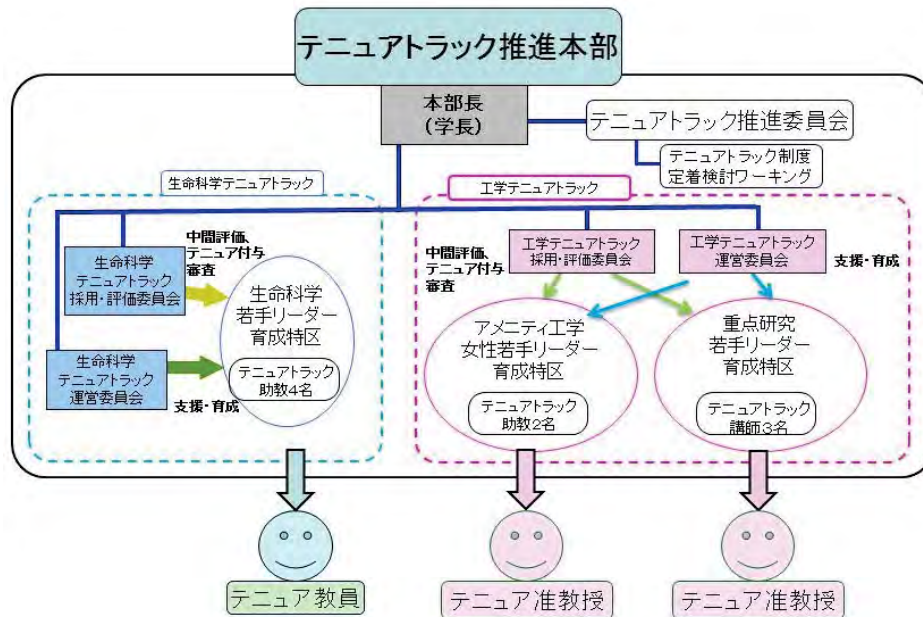 テニュアトラック推進本部
本部長
(学長)
テニュアトラック推進委員会
テニュアトラック制度
定着検討ワーキング
生命科学テニュアトラック
工学テニュアトラック
生命科学
テニュアトラック
採用・評価委員会
中間評価、
テニュア付与
審査
生命科学
若手リーダー
育成特区
テニュアトラック
助教4名
生命科学
テニュアトラック
運営委員会
支援・育成
中間評価、
テニュア付与
審査
工学テニュアトラック
採用・評価委員会
工学テニュアトラック
運営委員会
支援・育成
アメニティ工学
女性若手リーダー
育成特区
テニュアトラック
助教2名
重点研究
若手リーダー
育成特区
テニュアトラック
講師3名
テニュア教員
テニュア准教授
テニュア准教授